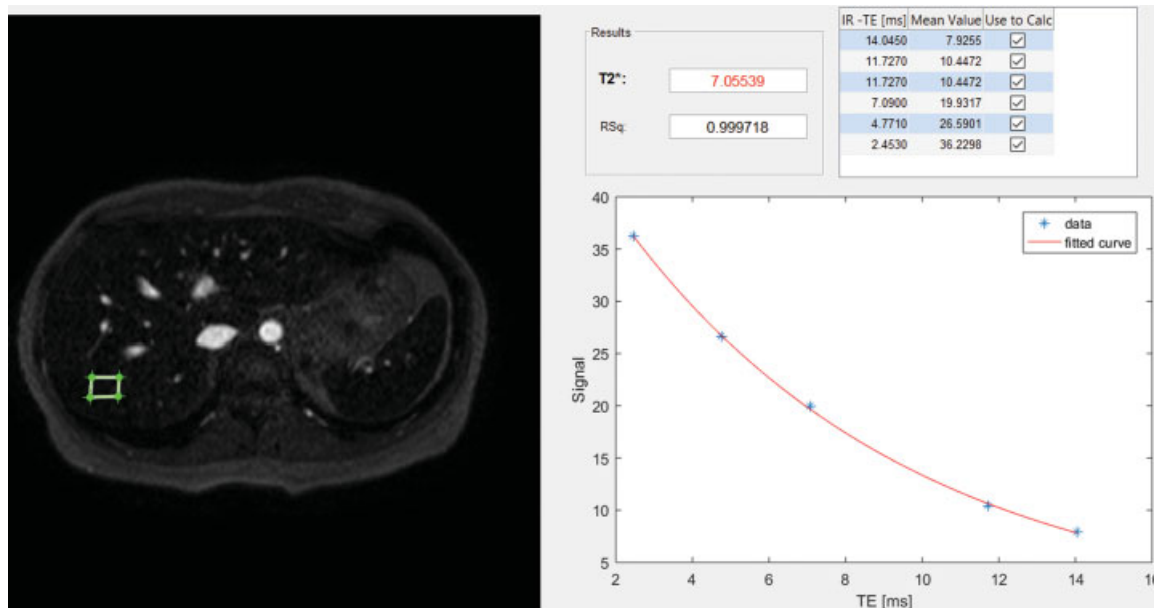 Results
T2*: 7.05539
RSq: 0.999718
IR -TE [ms] Mean Value Use to Calc
14.0450 7.9255
11.7270 10.4472
11.7270 10.4472
7.0900 19.9317
4.7710 26.5901
2.4530 36.2298
40
35
30
25
20
15
10
5
Signal
data
fitted curve
2 4 6 8 10 12 14 16
TE [ms]